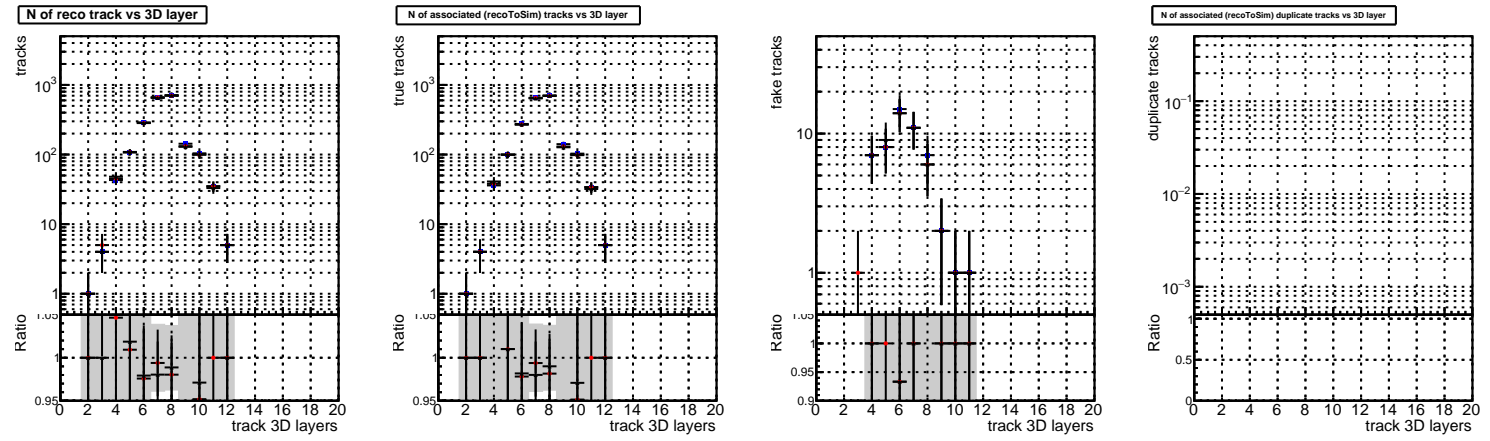 N of reco track vs 3D layer
tracks
10³
10²
10
1
Ratio
1.05
1
0.95
0 2 4 6 8 10 12 14 16 18 20
track 3D layers
N of associated (recoToSim) tracks vs 3D layer
true tracks
10³
10²
10
1
Ratio
1.05
1
0.95
0 2 4 6 8 10 12 14 16 18 20
track 3D layers
fake tracks
10
1
Ratio
1.05
1
0.95
0.9
0 2 4 6 8 10 12 14 16 18 20
track 3D layers
N of associated (recoToSim) duplicate tracks vs 3D layer
duplicate tracks
10⁻¹
10⁻²
10⁻³
Ratio
1
0.5
0
0 2 4 6 8 10 12 14 16 18 20
track 3D layers